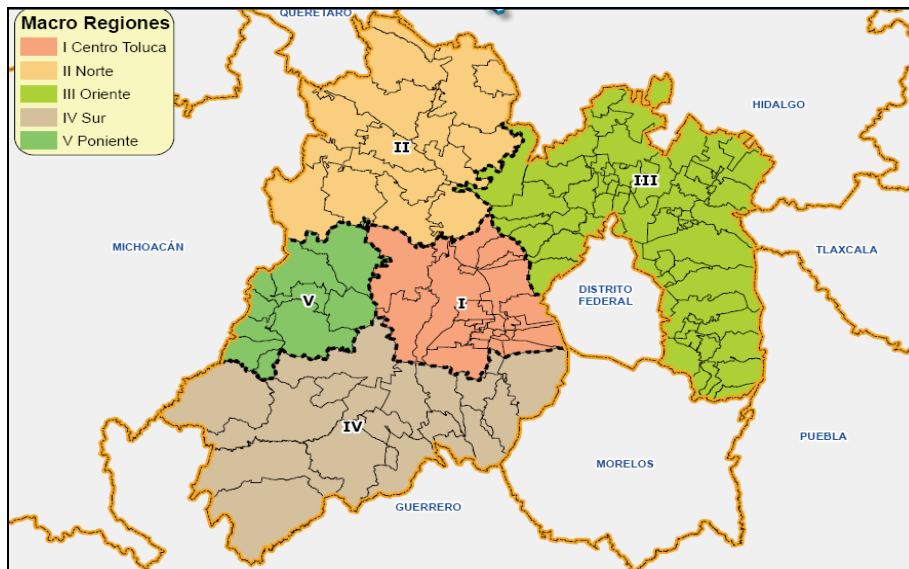 Macro Regiones
I Centro Toluca
II Norte
III Oriente
IV Sur
V Poniente
QUERETARO
HIDALGO
II
III
MICHOACÁN
TLAXCALA
DISTRITO
FEDERAL
V
I
IV
PUEBLA
MORELOS
GUERRERO